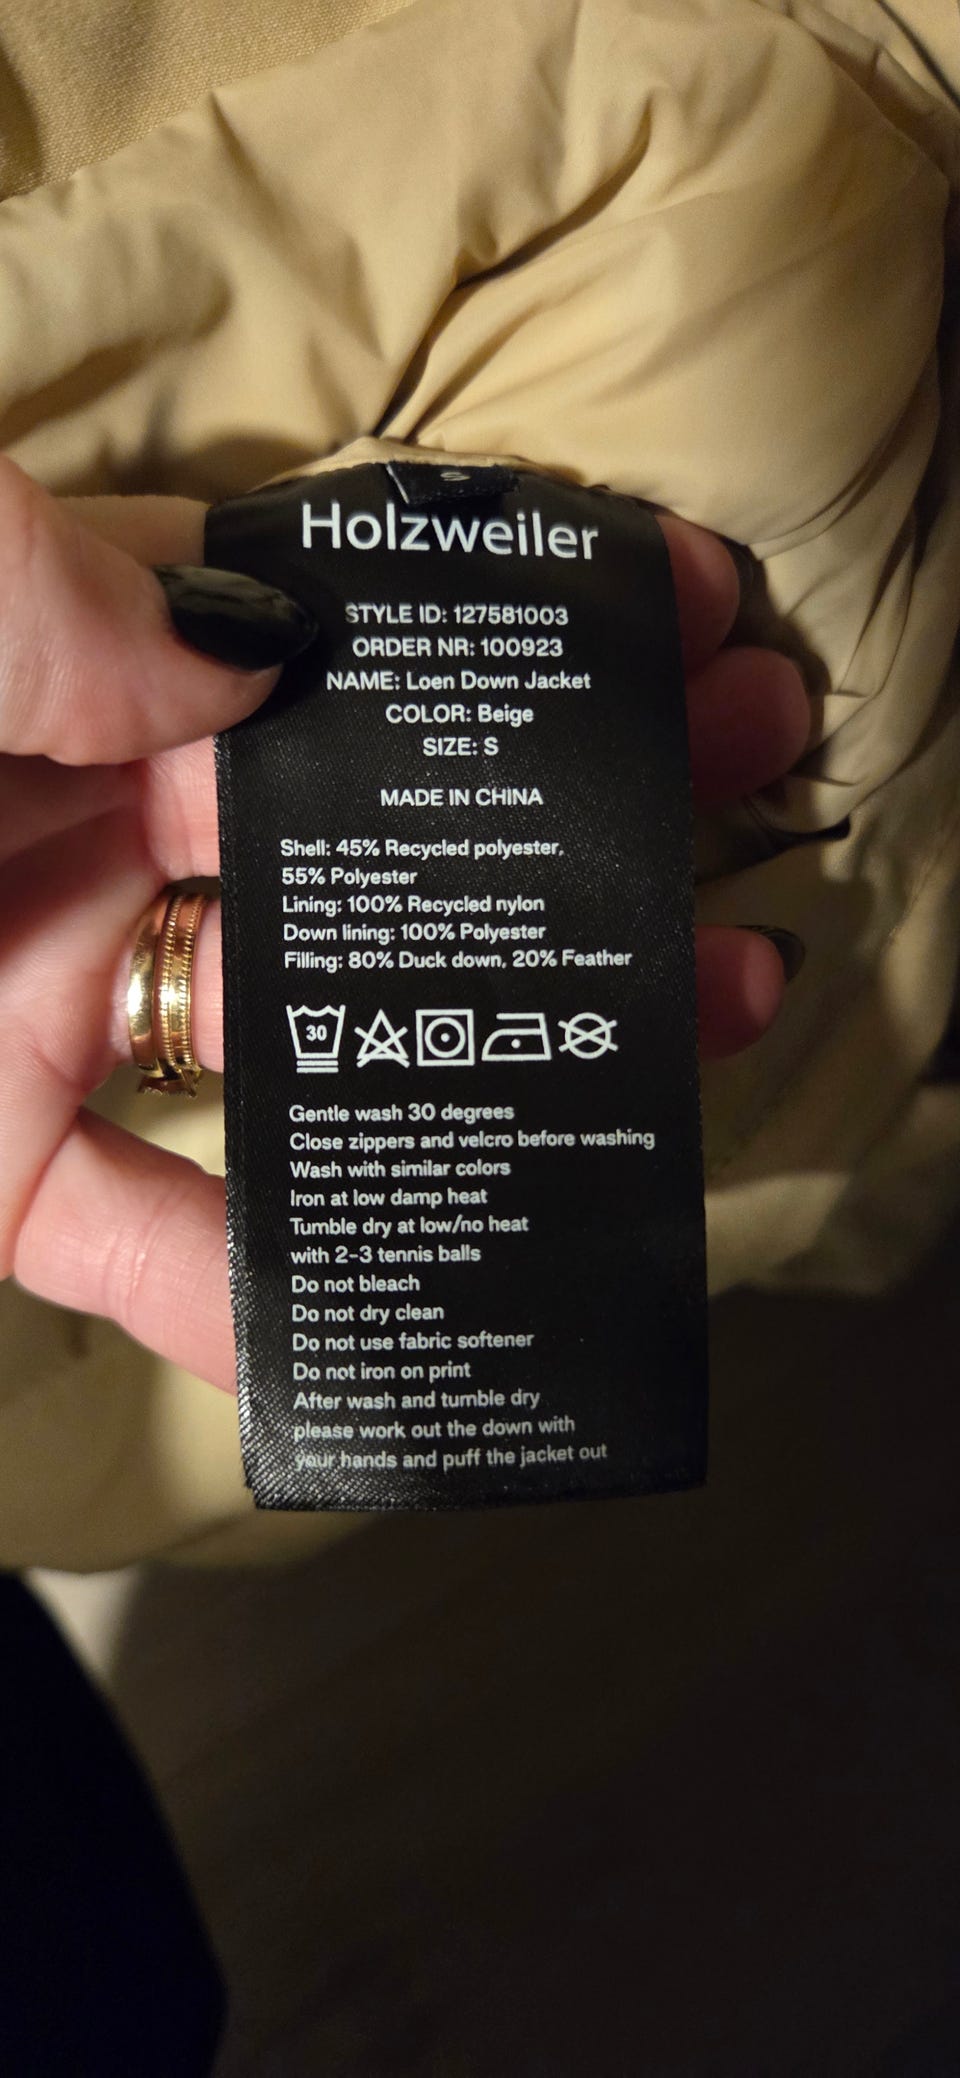 S
Holzweiler
STYLE ID: 127581003
ORDER NR: 100923
NAME: Loen Down Jacket
COLOR: Beige
SIZE: S
MADE IN CHINA
Shell: 45% Recycled polyester,
55% Polyester
Lining: 100% Recycled nylon
Down lining: 100% Polyester
Filling: 80% Duck down, 20% Feather
30
Gentle wash 30 degrees
Close zippers and velcro before washing
Wash with similar colors
Iron at low damp heat
Tumble dry at low/no heat
with 2-3 tennis balls
Do not bleach
Do not dry clean
Do not use fabric softener
Do not iron on print
After wash and tumble dry
please work out the down with
your hands and puff the jacket out